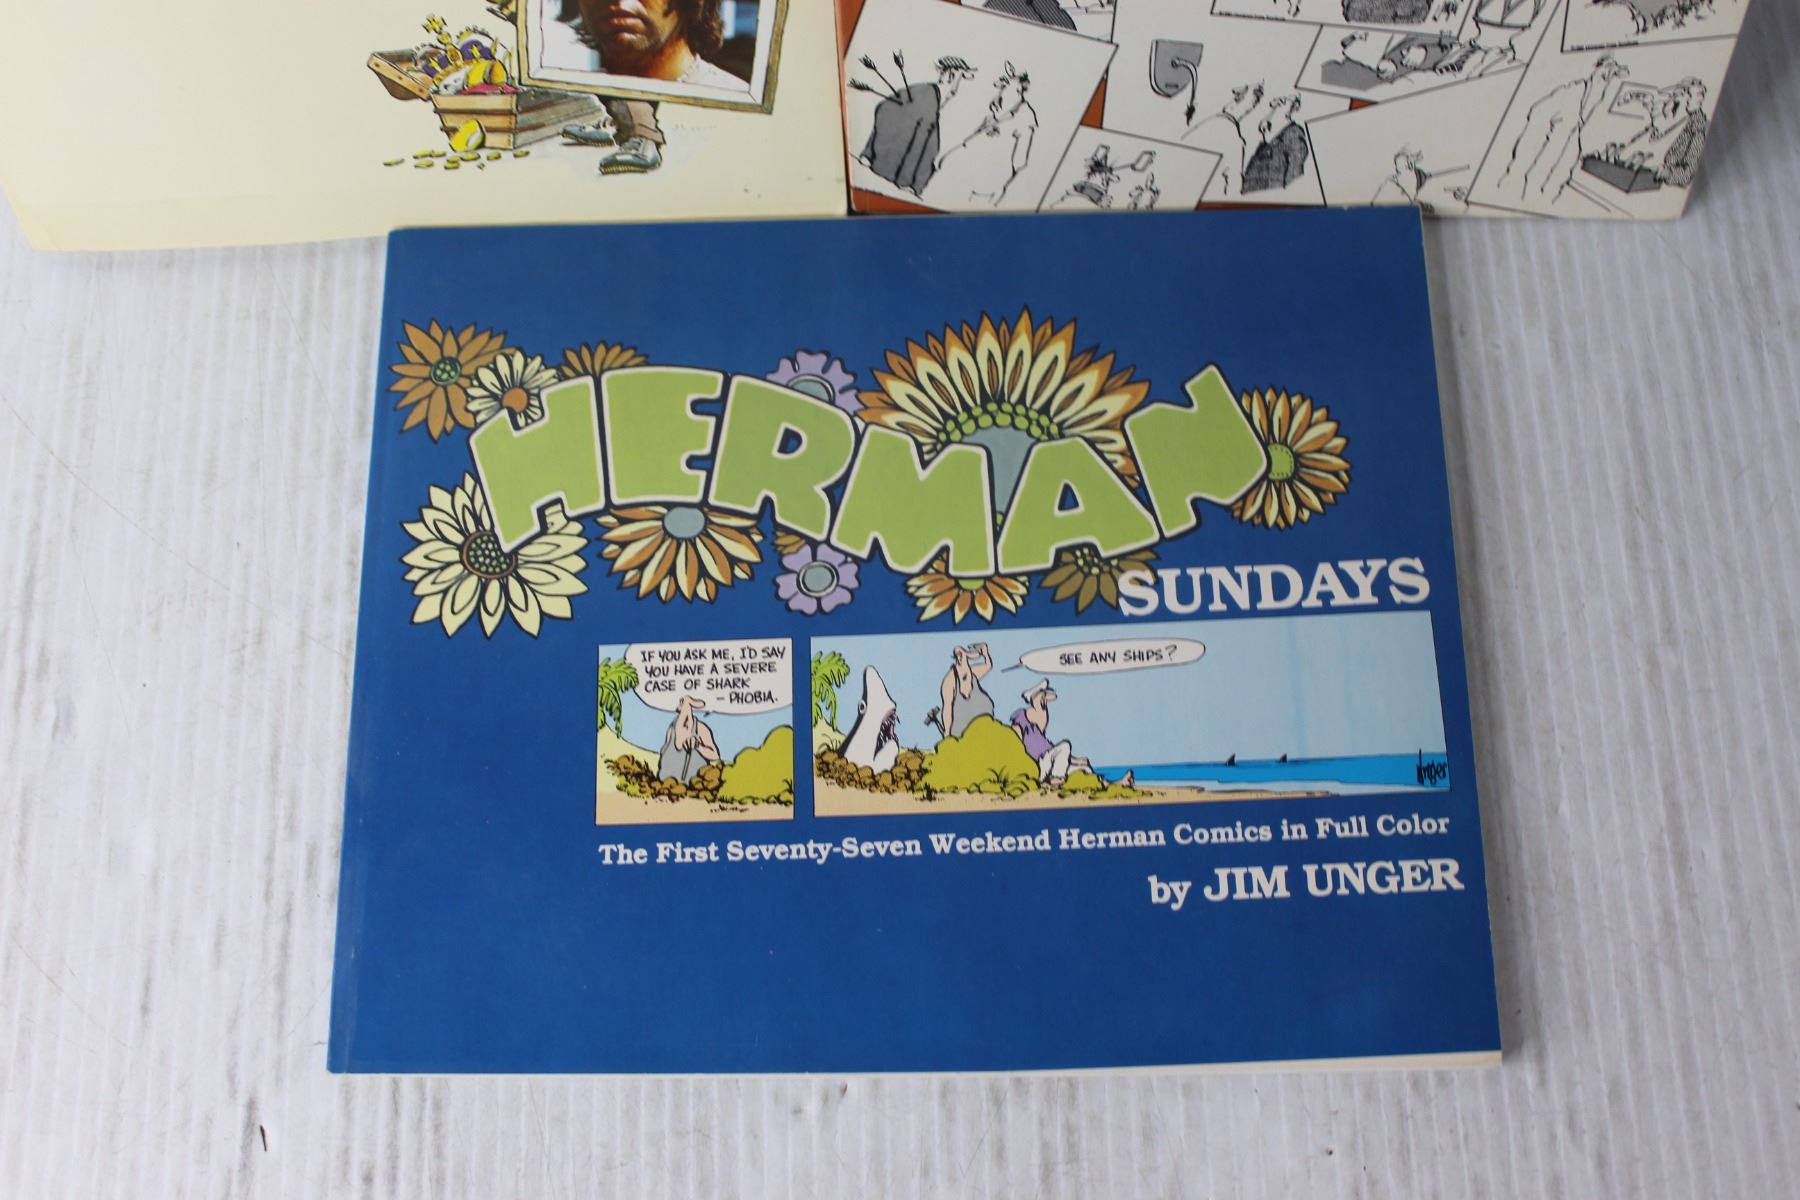 HERMAN
SUNDAYS
IF YOU ASK ME, I'D SAY
YOU HAVE A SEVERE
CASE OF SHARK
- PHOBIA.
SEE ANY SHIPS?
Unger
The First Seventy-Seven Weekend Herman Comics in Full Color
by JIM UNGER